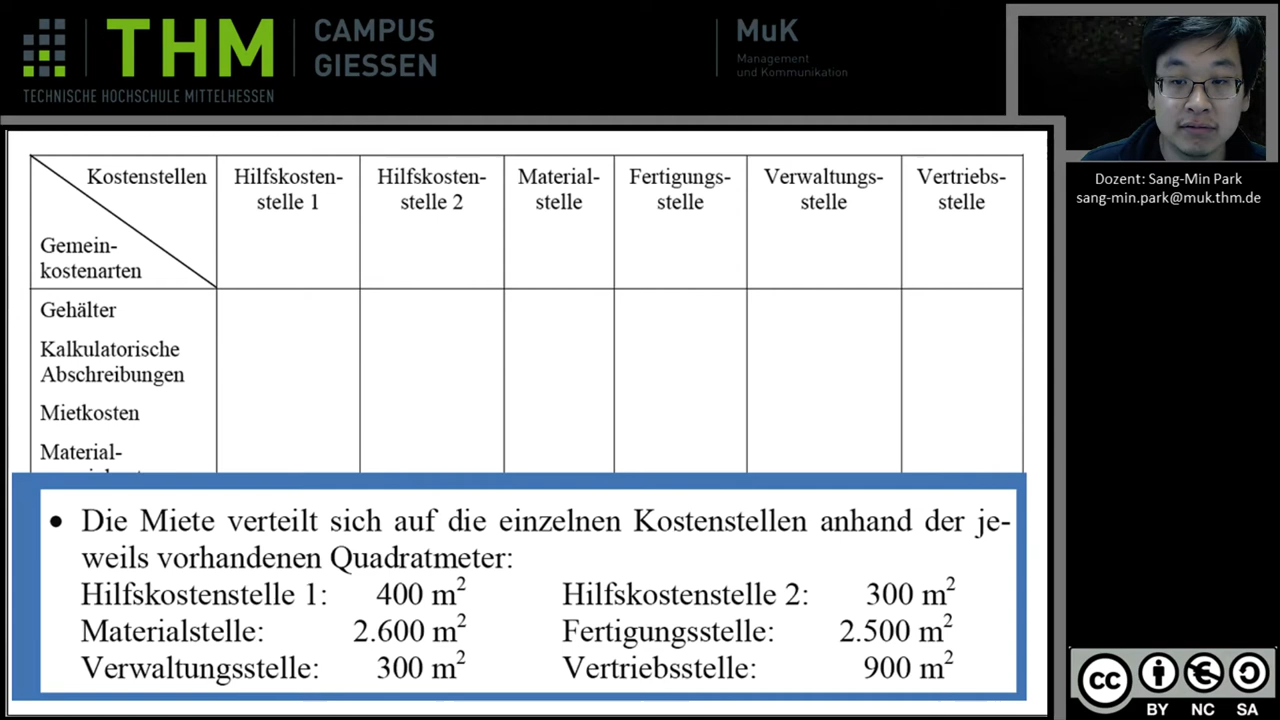 THM
CAMPUS
GIESSEN
TECHNISCHE HOCHSCHULE MITTELHESSEN
MuK
Management
und Kommunikation
Dozent: Sang-Min Park
sang-min.park@muk.thm.de
Kostenstellen
Gemein-
kostenarten
Hilfskosten-
stelle 1
Hilfskosten-
stelle 2
Material-
stelle
Fertigungs-
stelle
Verwaltungs-
stelle
Vertriebs-
stelle
Gehälter
Kalkulatorische
Abschreibungen
Mietkosten
Material-
• Die Miete verteilt sich auf die einzelnen Kostenstellen anhand der je-
weils vorhandenen Quadratmeter:
Hilfskostenstelle 1: 400 m² Hilfskostenstelle 2: 300 m²
Materialstelle: 2.600 m² Fertigungsstelle: 2.500 m²
Verwaltungsstelle: 300 m² Vertriebsstelle: 900 m²
cc
BY NC SA